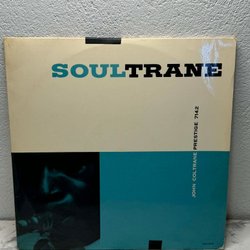 SOULTRANE
JOHN COLTRANE/PRESTIGE 7142